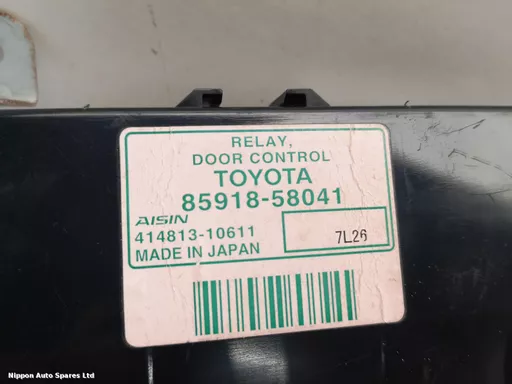 RELAY,
DOOR CONTROL
TOYOTA
85918-58041
AISIN
414813-10611
MADE IN JAPAN
7L26
Nippon Auto Spares Ltd